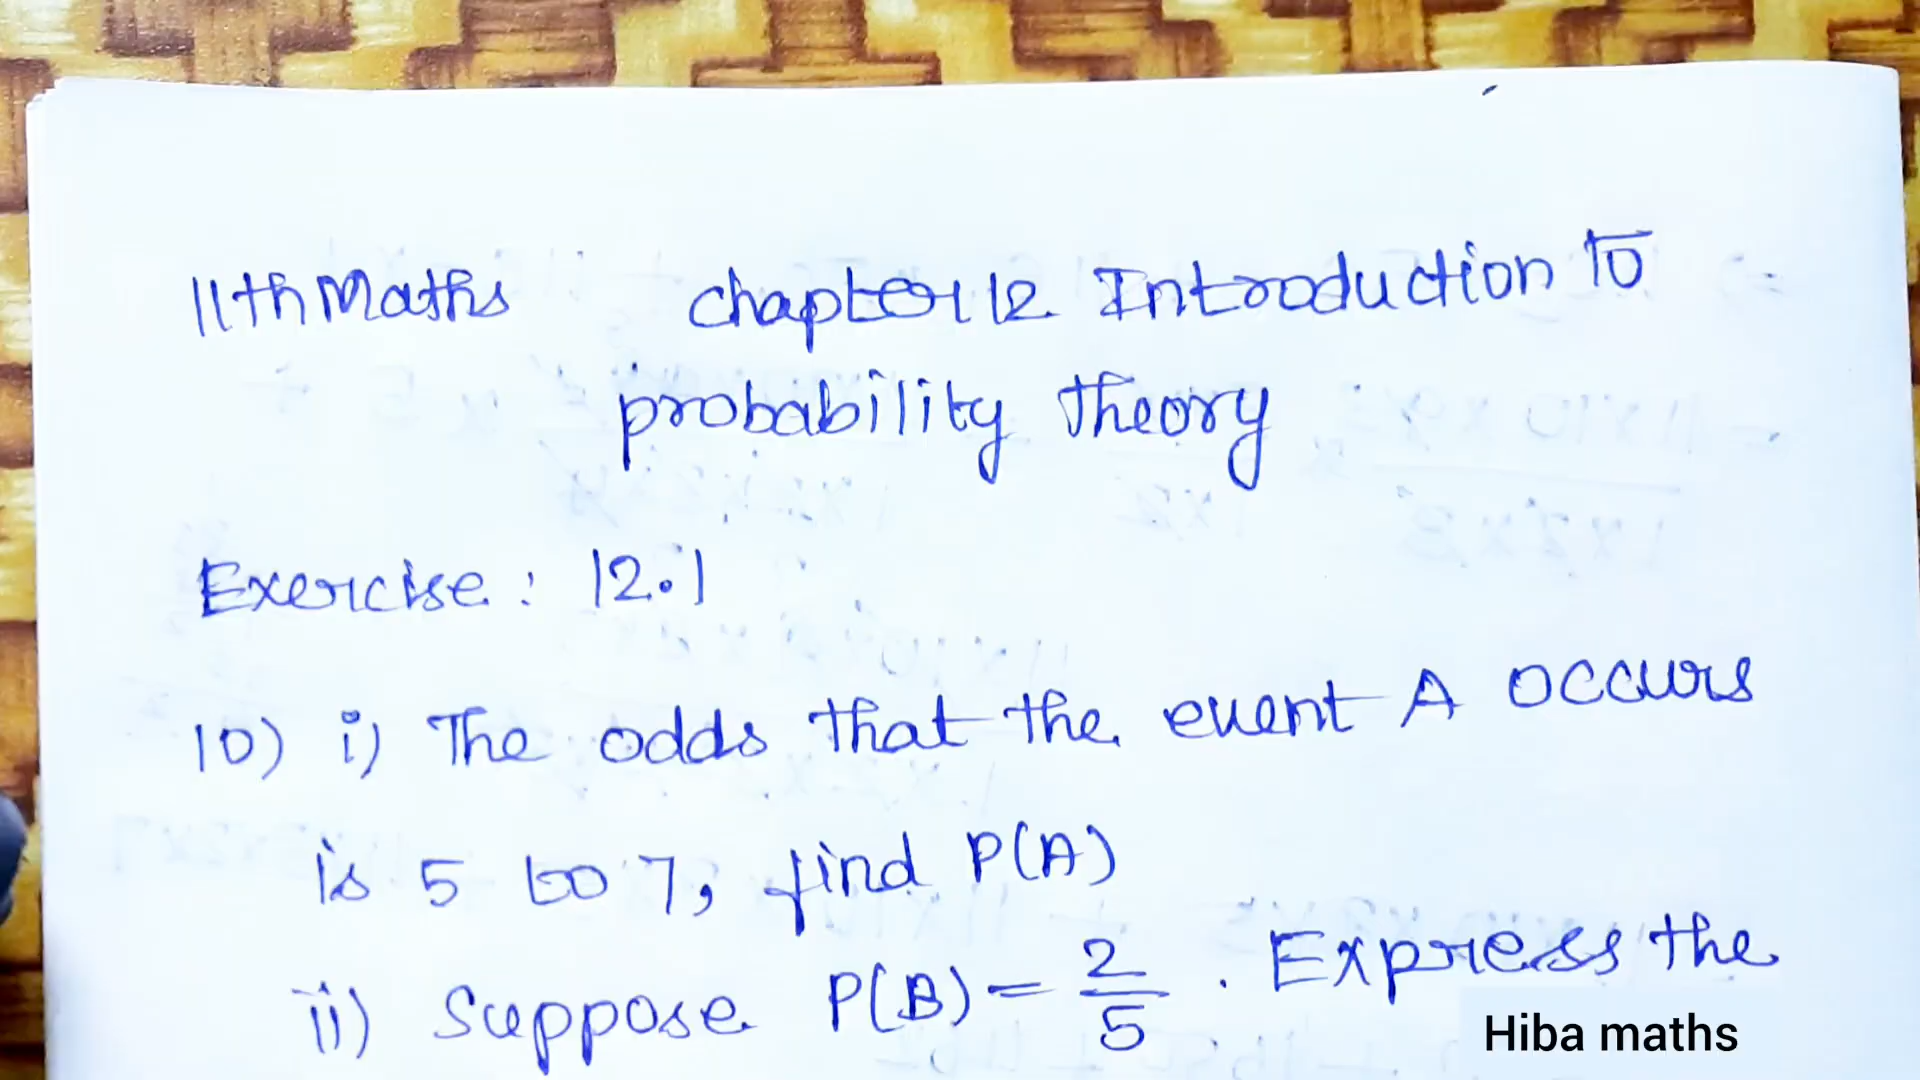 11th Maths chapter 12 Introduction To
probability theory
Exercise : 12.1
10) i) The odds that the event A occurs
is 5 to 7, find P(A)
ii) Suppose P(B) = 2/5 . Express the
Hiba maths